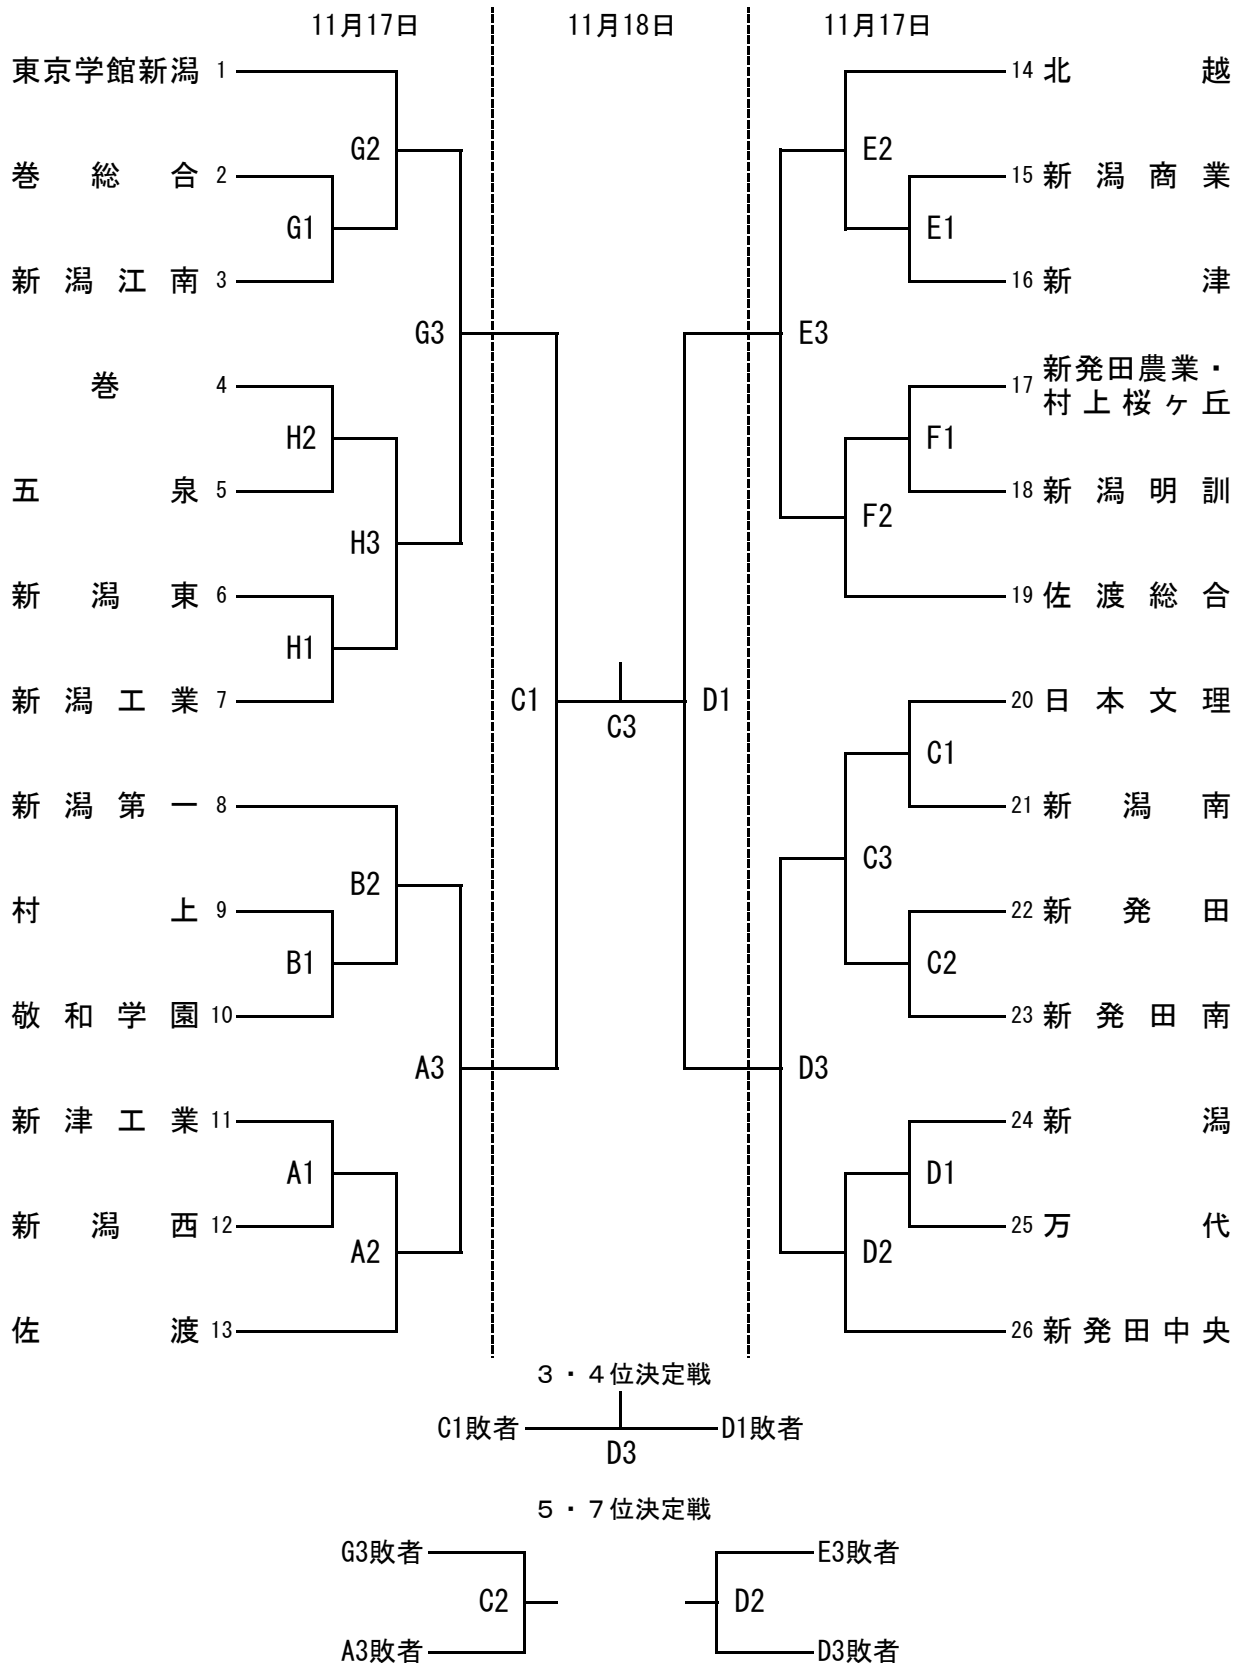 11月17日 11月18日 11月17日
東京学館新潟 1
14 北越
G2
E2
巻総合 2
15 新潟商業
G1
E1
新潟江南 3
16 新津
G3
E3
巻 4
17 新発田農業・
村上桜ヶ丘
H2
F1
五泉 5
18 新潟明訓
H3
F2
新潟東 6
19 佐渡総合
H1
新潟工業 7
C1
C3
D1
20 日本文理
C1
新潟第一 8
21 新潟南
B2
C3
村上 9
22 新発田
B1
C2
敬和学園 10
23 新発田南
A3
D3
新津工業 11
24 新潟
A1
D1
新潟西 12
25 万代
A2
D2
佐渡 13
26 新発田中央
３・４位決定戦
C1敗者 D1敗者
D3
５・７位決定戦
G3敗者 E3敗者
C2 D2
A3敗者 D3敗者